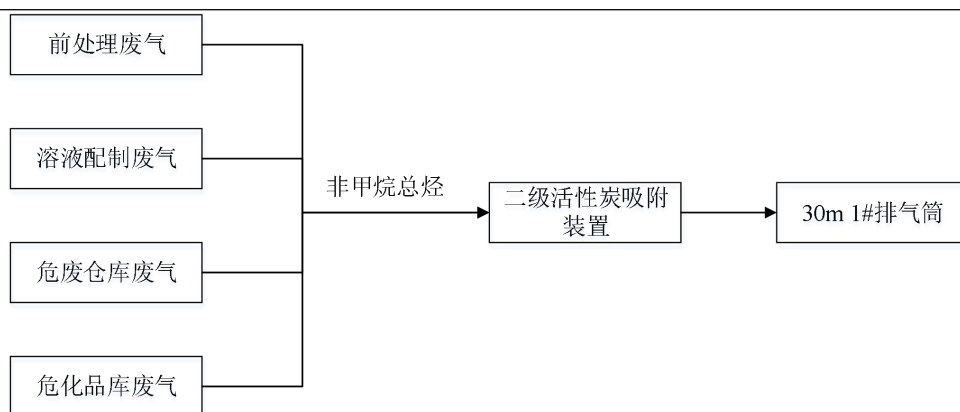 前处理废气
溶液配制废气
非甲烷总烃
二级活性炭吸附
装置
30m 1#排气筒
危废仓库废气
危化品库废气